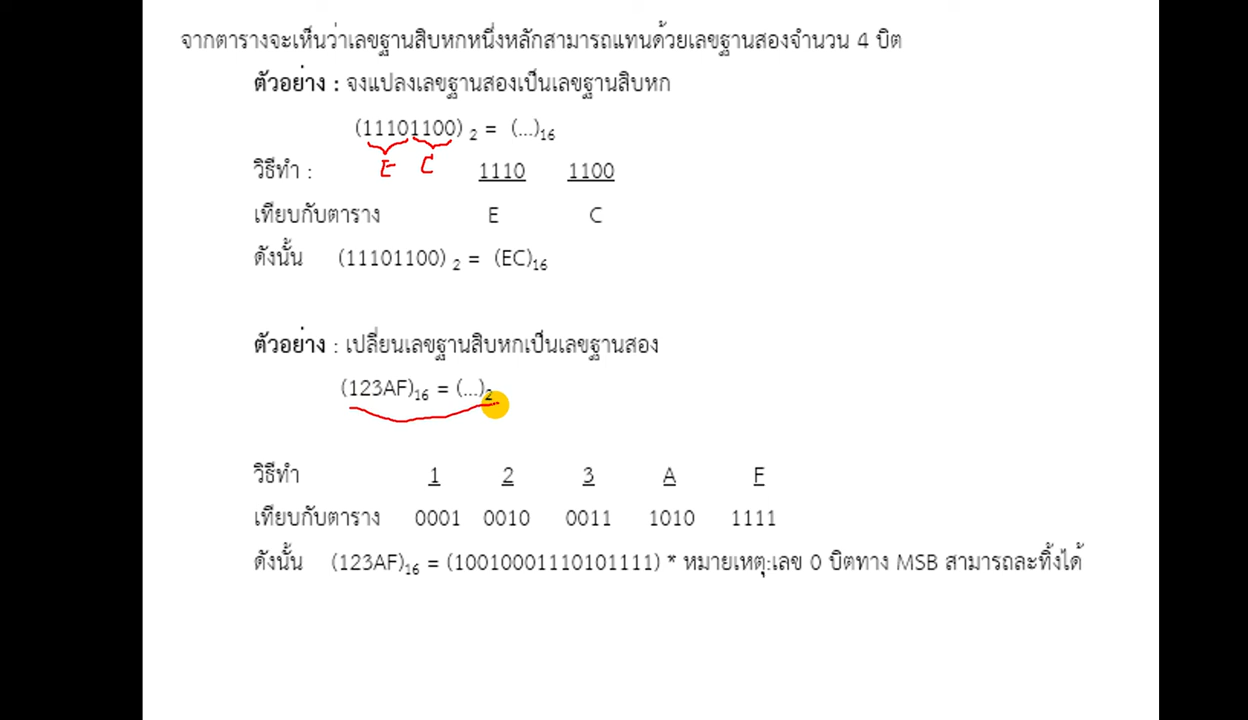 จากตารางจะเห็นว่าเลขฐานสิบหกหนึ่งหลักสามารถแทนด้วยเลขฐานสองจำนวน 4 บิต
ตัวอย่าง : จงแปลงเลขฐานสองเป็นเลขฐานสิบหก
(11101100) 2 = (...)16
E C
วิธีทำ : 1110 1100
เทียบกับตาราง E C
ดังนั้น (11101100) 2 = (EC)16
ตัวอย่าง : เปลี่ยนเลขฐานสิบหกเป็นเลขฐานสอง
(123AF)16 = (...)2
วิธีทำ 1 2 3 A F
เทียบกับตาราง 0001 0010 0011 1010 1111
ดังนั้น (123AF)16 = (10010001110101111) * หมายเหตุ:เลข 0 บิตทาง MSB สามารถละทิ้งได้